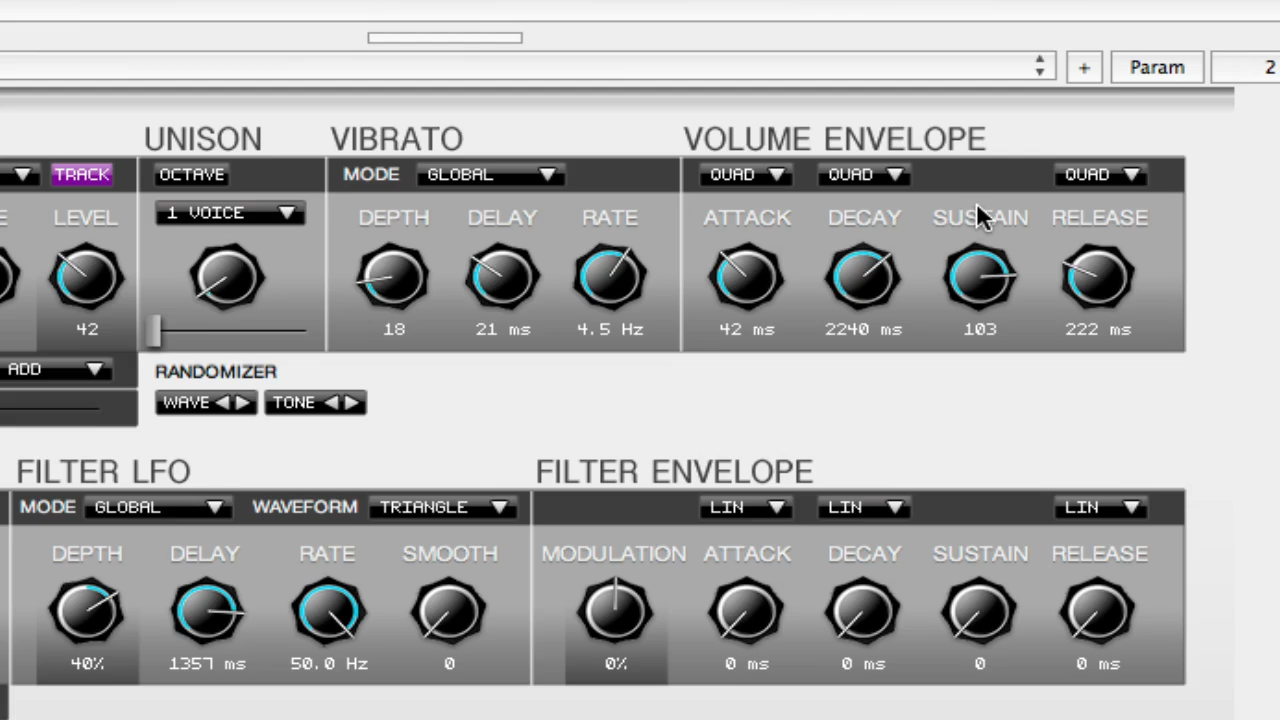 + Param 2
UNISON VIBRATO VOLUME ENVELOPE
TRACK OCTAVE MODE GLOBAL QUAD QUAD QUAD
1 VOICE
LEVEL DEPTH DELAY RATE ATTACK DECAY SUSTAIN RELEASE
42 18 21 ms 4.5 Hz 42 ms 2240 ms 103 222 ms
ADD RANDOMIZER
WAVE TONE
FILTER LFO FILTER ENVELOPE
MODE GLOBAL WAVEFORM TRIANGLE LIN LIN LIN
DEPTH DELAY RATE SMOOTH MODULATION ATTACK DECAY SUSTAIN RELEASE
40% 1357 ms 50.0 Hz 0 0% 0 ms 0 ms 0 0 ms